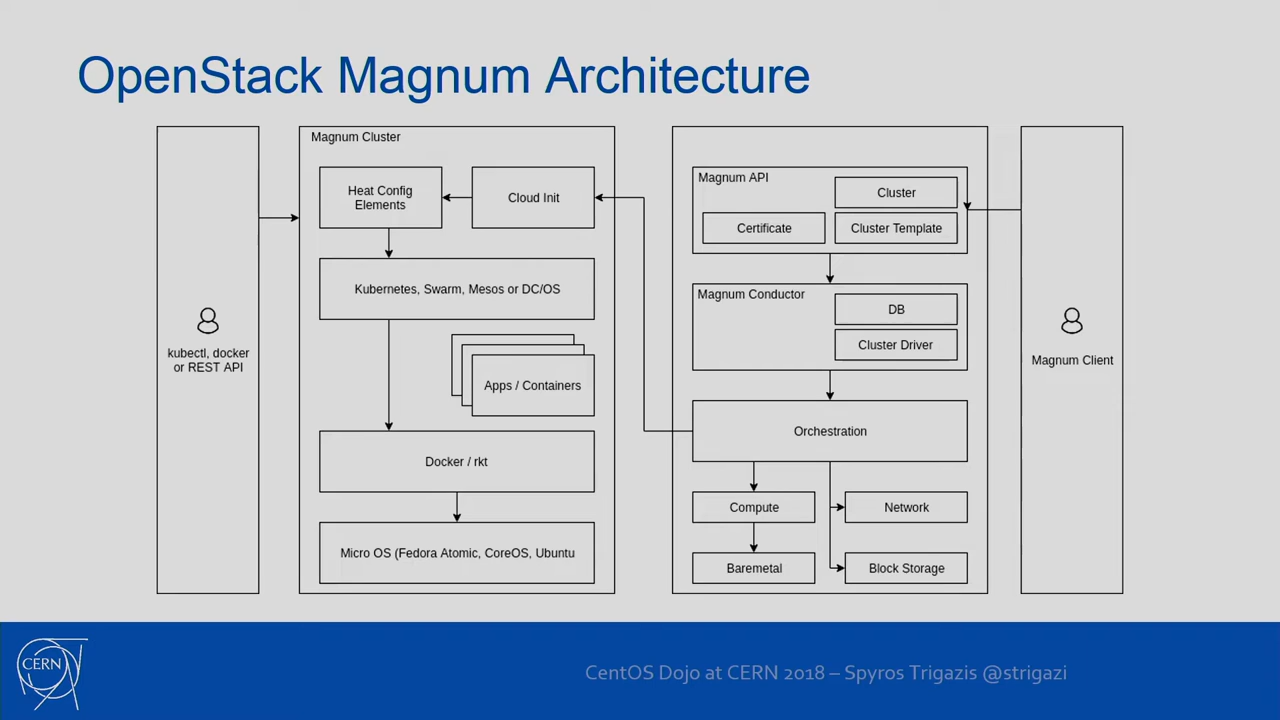 OpenStack Magnum Architecture
kubectl, docker
or REST API
Magnum Cluster
Heat Config
Elements
Cloud Init
Kubernetes, Swarm, Mesos or DC/OS
Apps / Containers
Docker / rkt
Micro OS (Fedora Atomic, CoreOS, Ubuntu
Magnum API
Cluster
Certificate
Cluster Template
Magnum Conductor
DB
Cluster Driver
Orchestration
Compute
Network
Baremetal
Block Storage
Magnum Client
CERN
CentOS Dojo at CERN 2018 – Spyros Trigazis @strigazi